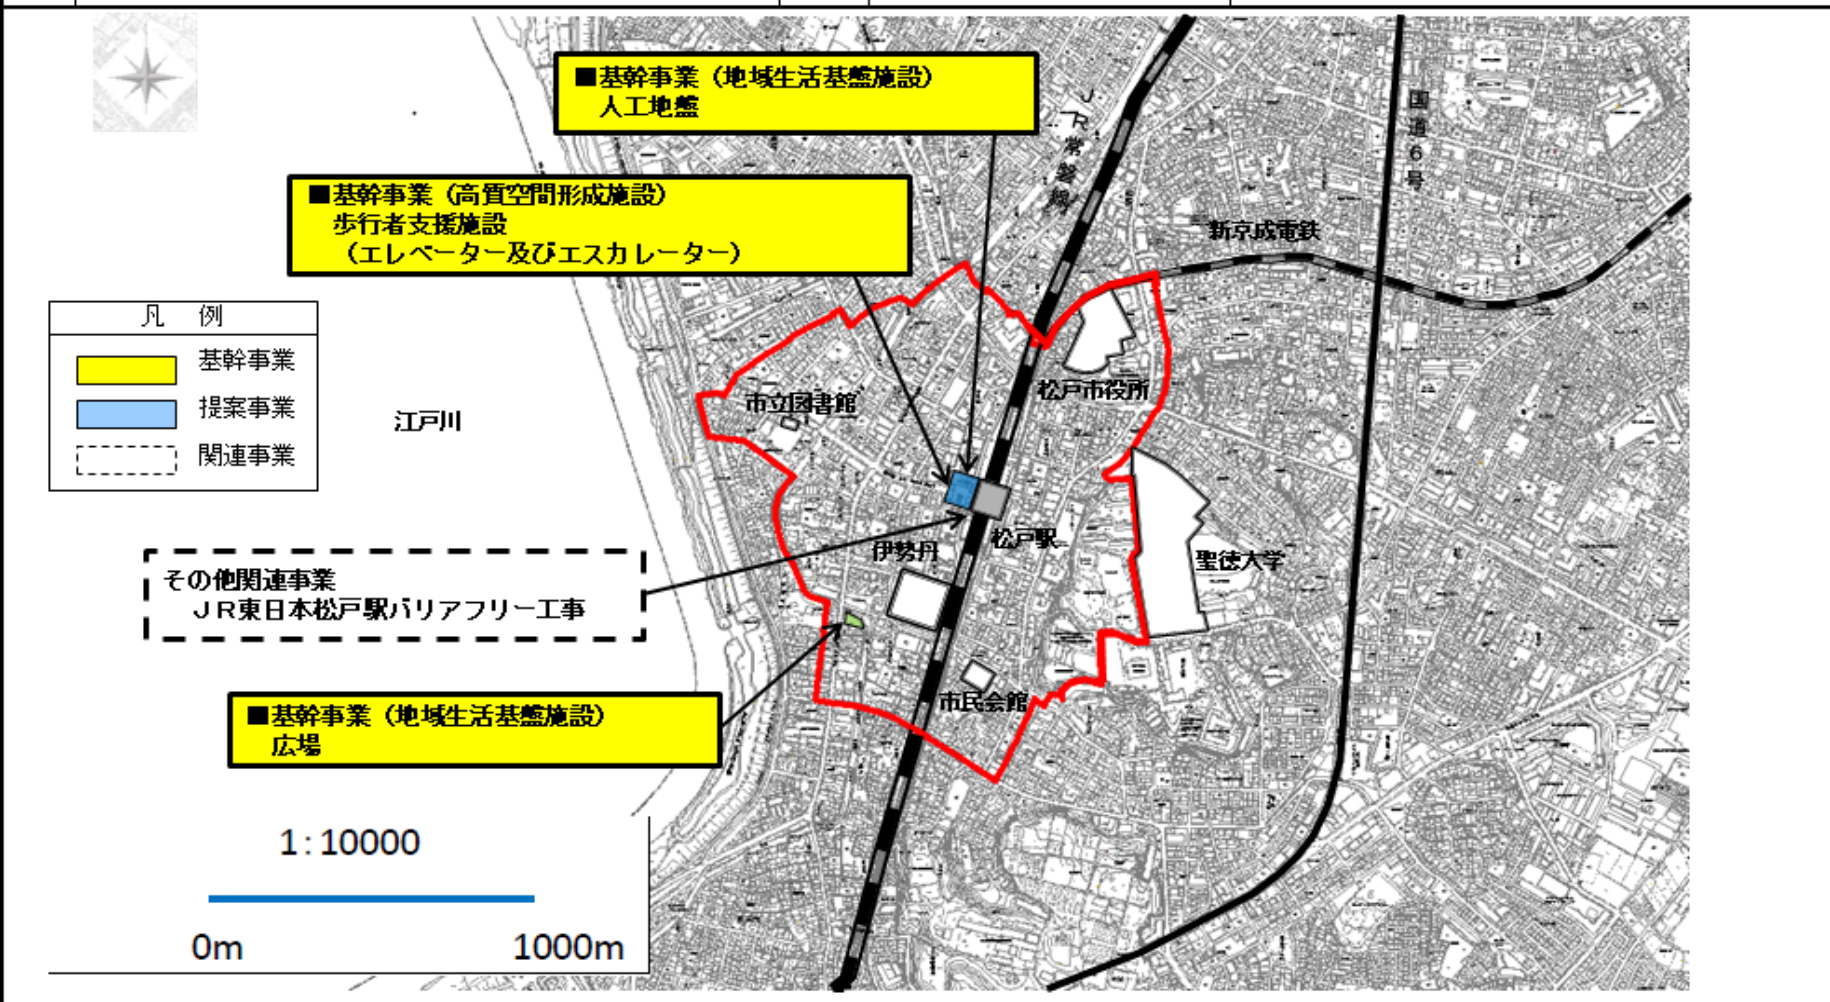 ■基幹事業（地域生活基盤施設）
人工地盤
■基幹事業（高質空間形成施設）
歩行者支援施設
（エレベーター及びエスカレーター）
ＪＲ常磐線
国道6号
新京成電鉄
凡　例
基幹事業
提案事業
関連事業
江戸川
市立図書館
松戸市役所
伊勢丹
松戸駅
聖徳大学
その他関連事業
ＪＲ東日本松戸駅バリアフリー工事
市民会館
■基幹事業（地域生活基盤施設）
広場
1:10000
0m
1000m